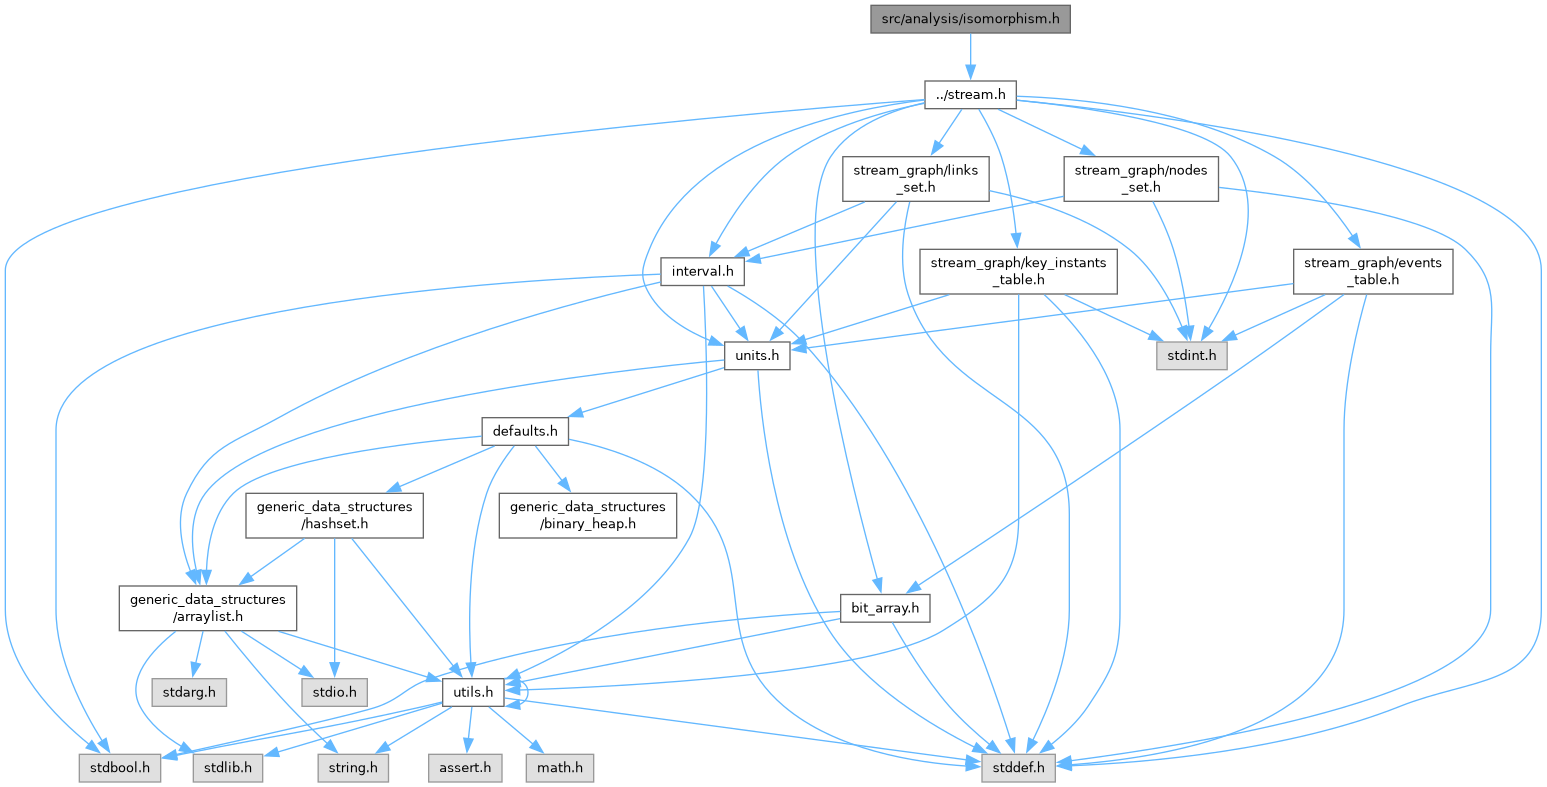 src/analysis/isomorphism.h
../stream.h
stream_graph/links
_set.h
stream_graph/nodes
_set.h
interval.h
stream_graph/key_instants
_table.h
stream_graph/events
_table.h
units.h
stdint.h
defaults.h
generic_data_structures
/hashset.h
generic_data_structures
/binary_heap.h
generic_data_structures
/arraylist.h
bit_array.h
stdarg.h
stdio.h
utils.h
stdbool.h
stdlib.h
string.h
assert.h
math.h
stddef.h